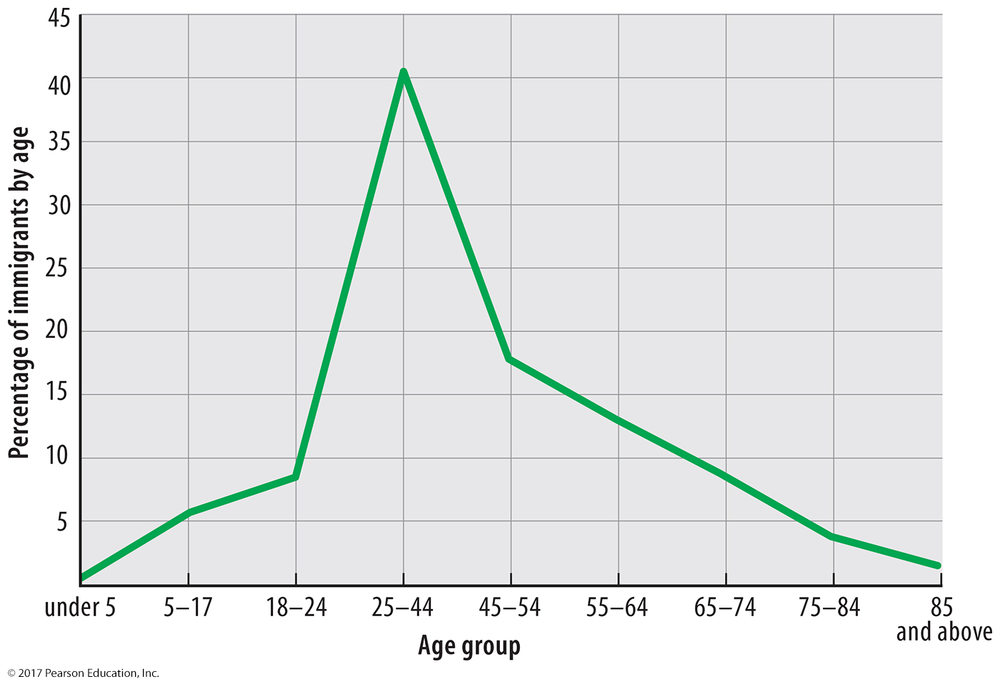 45
40
35
30
25
20
15
10
5
Percentage of immigrants by age
under 5 5–17 18–24 25–44 45–54 55–64 65–74 75–84 85
and above
Age group
© 2017 Pearson Education, Inc.